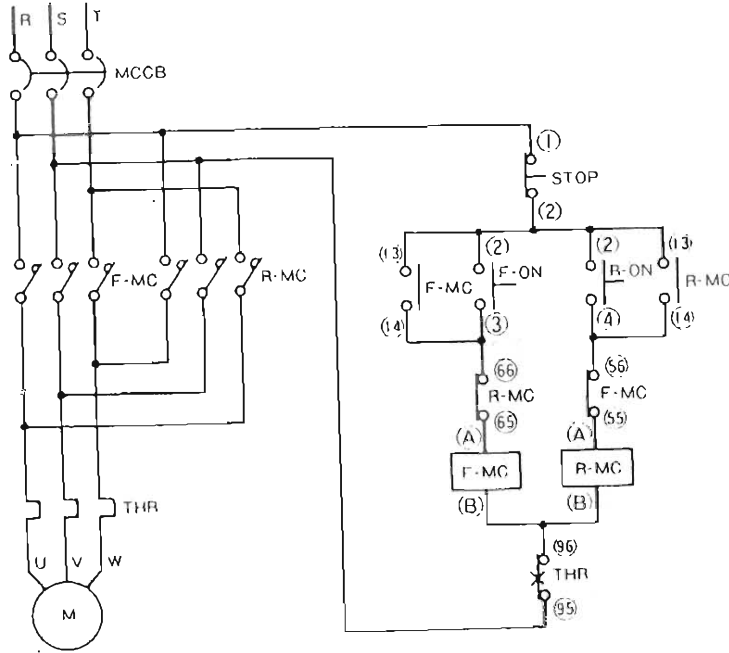 R S T
MCCB
(1)
STOP
(2)
(13) (2) (2) (13)
F-MC F-ON R-ON R-MC
F-MC R-MC
(14) (3) (4) (14)
(66) (56)
R-MC F-MC
(65) (55)
(A) (A)
F-MC R-MC
(B) (B)
THR
(96)
U V W
THR
(95)
M